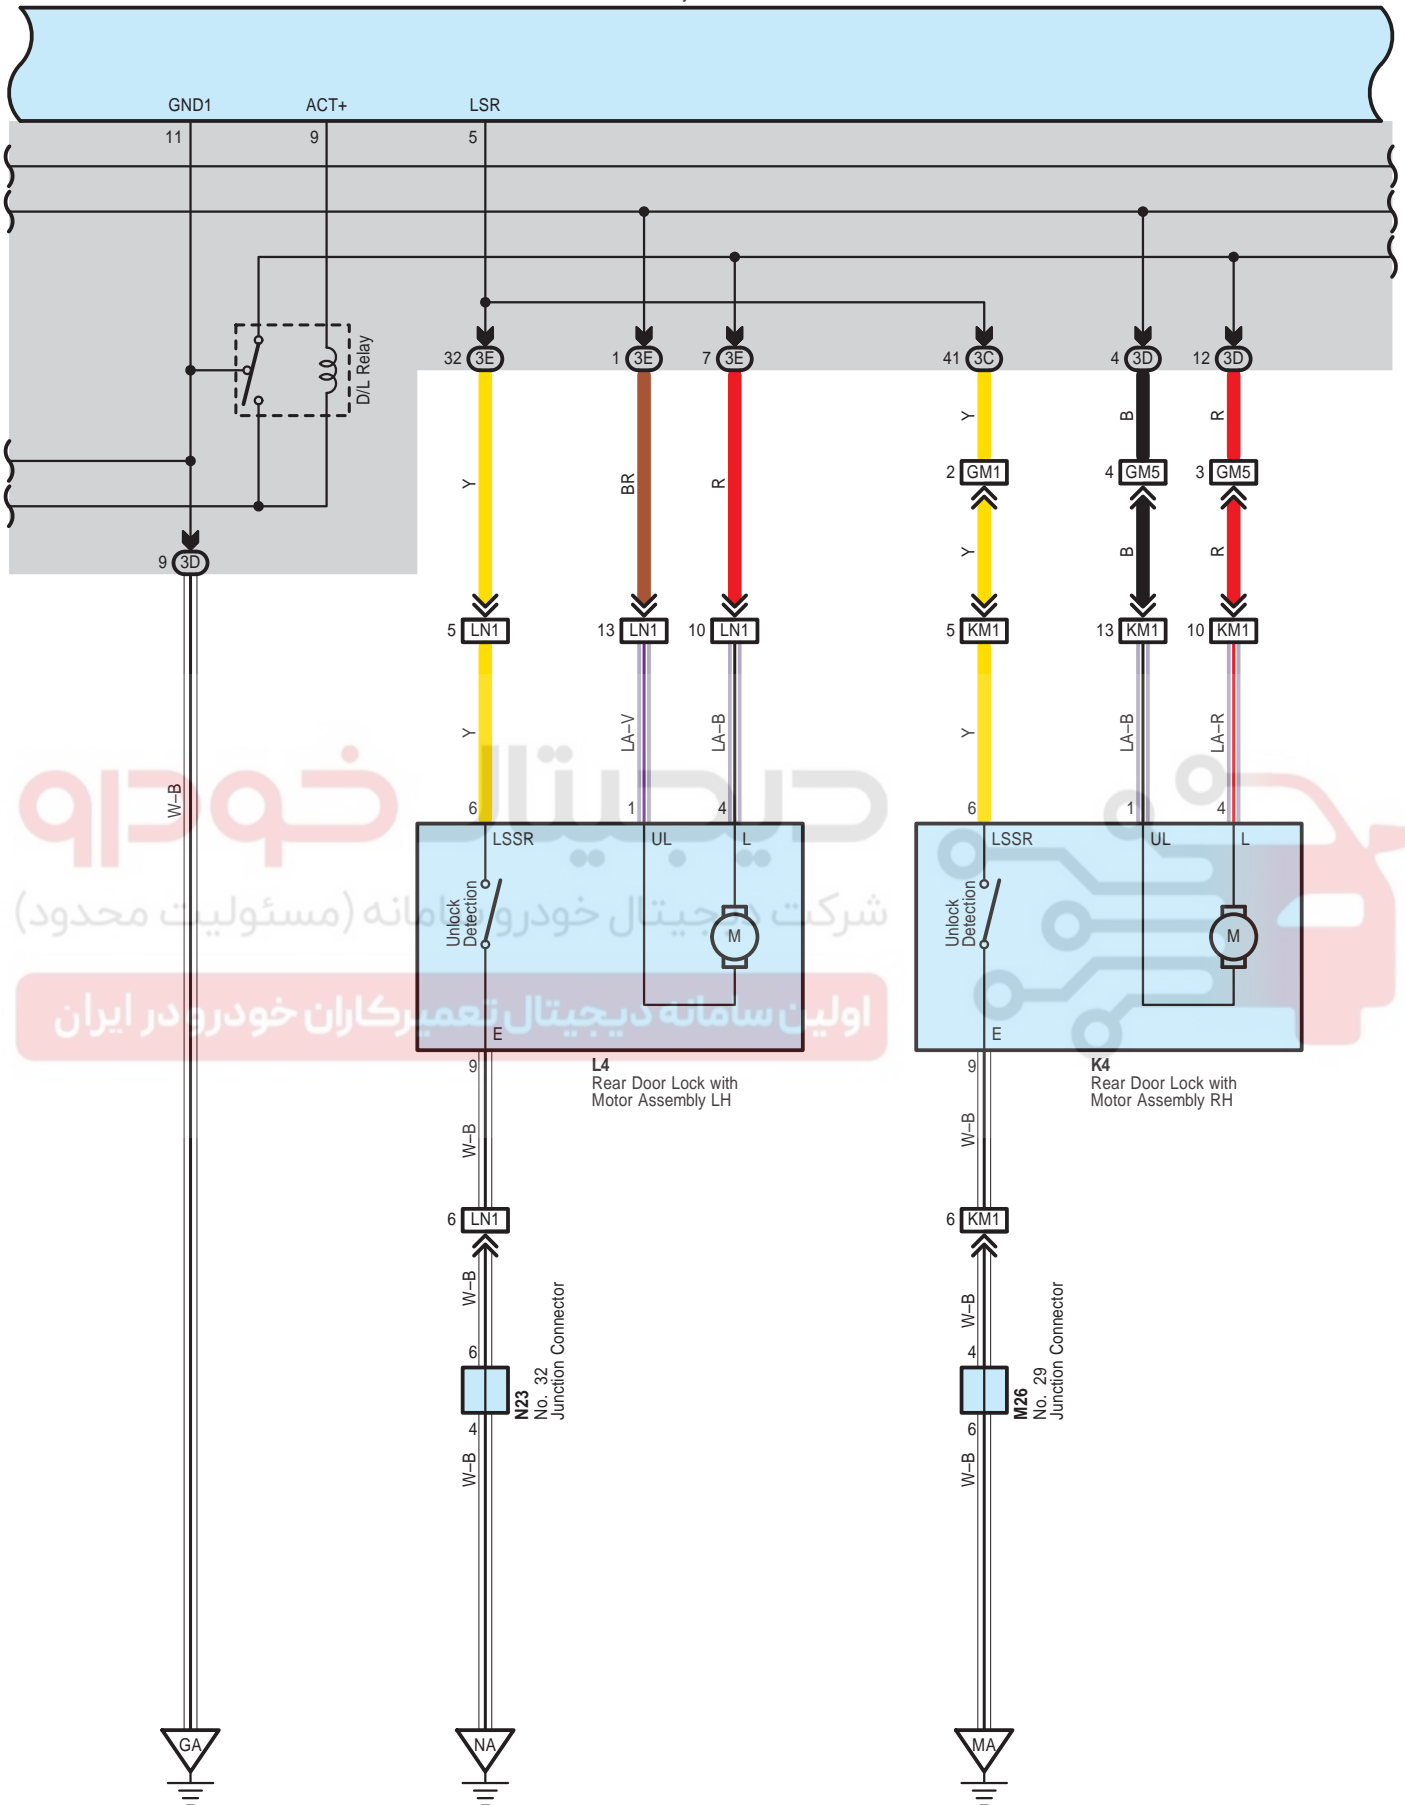 GND1 ACT+ LSR
11 9 5
D/L Relay
32 3E 1 3E 7 3E 41 3C 4 3D 12 3D
Y B R
2 GM1 4 GM5 3 GM5
Y BR R
Y B R
9 3D
5 LN1 13 LN1 10 LN1 5 KM1 13 KM1 10 KM1
Y LA–V LA–B Y LA–B LA–R
W–B
دیجیتال خودرو
6 1 4 6 1 4
LSSR UL L LSSR UL L
شرکت دیجیتال خودرو سامانه (مسئولیت محدود)
Unlock
Detection
M
Unlock
Detection
M
اولین سامانه دیجیتال تعمیرکاران خودرو در ایران
E E
9 9
L4
Rear Door Lock with
Motor Assembly LH
K4
Rear Door Lock with
Motor Assembly RH
W–B W–B
6 LN1 6 KM1
W–B W–B
6 4
N23
No. 32
Junction Connector
M26
No. 29
Junction Connector
4 6
W–B W–B
GA NA MA